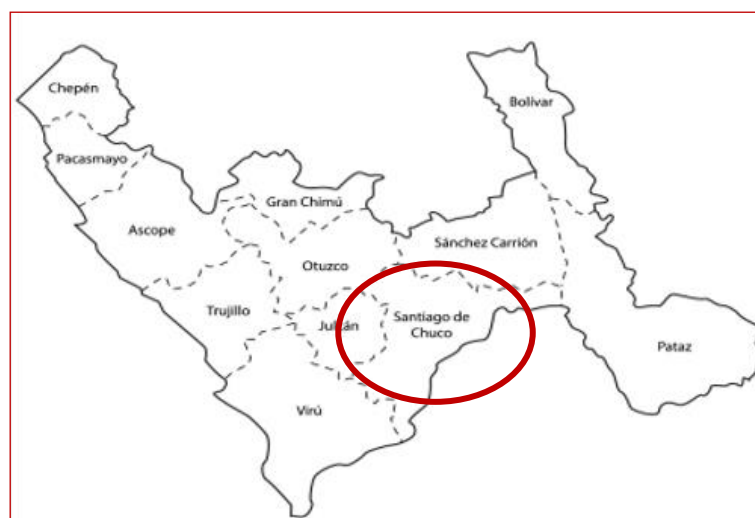 Chepén
Bolívar
Pacasmayo
Gran Chimú
Ascope
Sánchez Carrión
Otuzco
Trujillo
Julcán
Santiago de
Chuco
Pataz
Virú